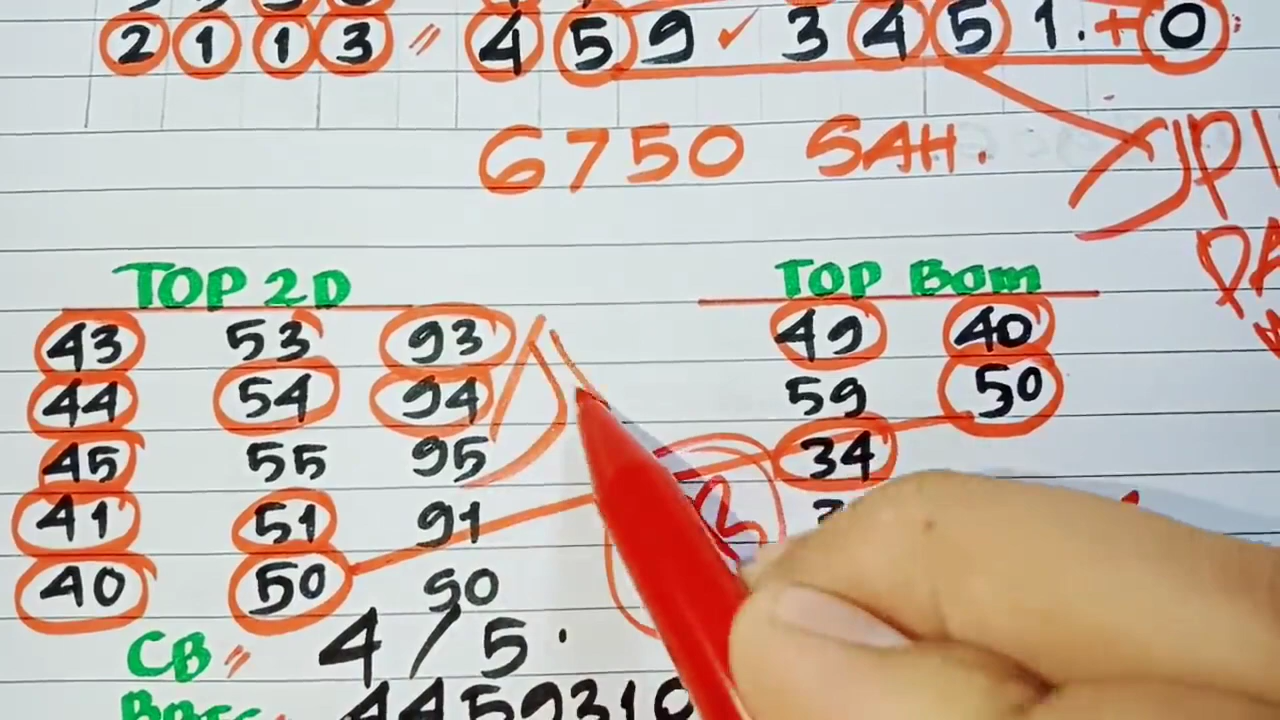 2 1 1 3 " 4 5 9 ✓ 3 4 5 1. + 0
6750 SAH.
TOP 2D
43 53 93
44 54 94
45 55 95
41 51 91
40 50 90
CB " 4 / 5.
4459310
TOP Bom
49 40
59 50
34